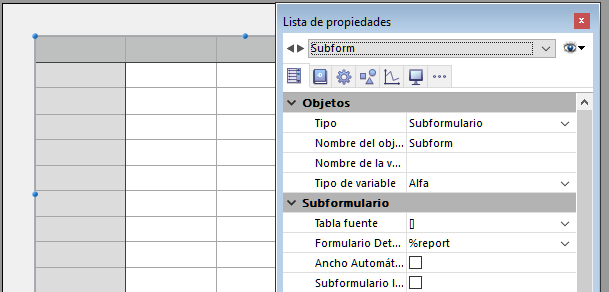 Lista de propiedades
Subform
Objetos
Tipo Subformulario
Nombre del obj... Subform
Nombre de la v...
Tipo de variable Alfa
Subformulario
Tabla fuente []
Formulario Det... %report
Ancho Automát...
Subformulario I...